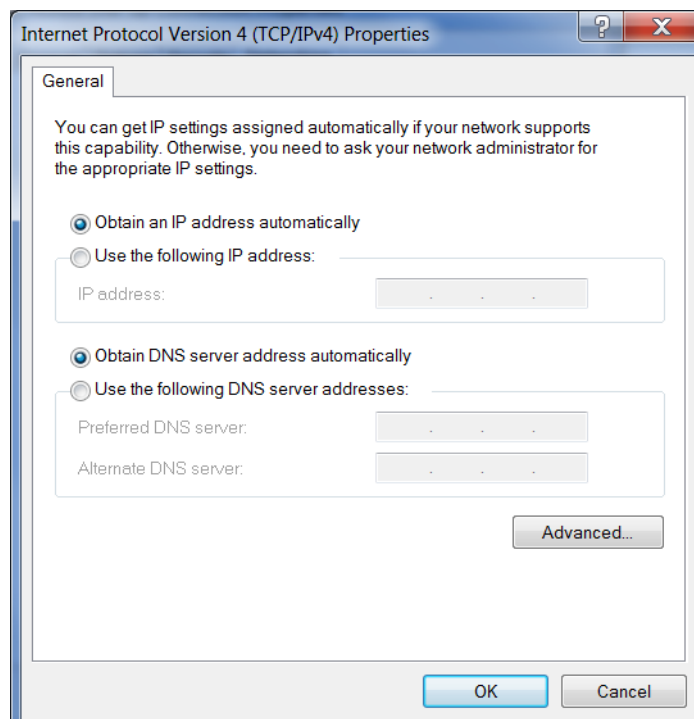 Internet Protocol Version 4 (TCP/IPv4) Properties
?
X
General
You can get IP settings assigned automatically if your network supports
this capability. Otherwise, you need to ask your network administrator for
the appropriate IP settings.
Obtain an IP address automatically
Use the following IP address:
IP address: . . .
Obtain DNS server address automatically
Use the following DNS server addresses:
Preferred DNS server: . . .
Alternate DNS server: . . .
Advanced...
OK Cancel